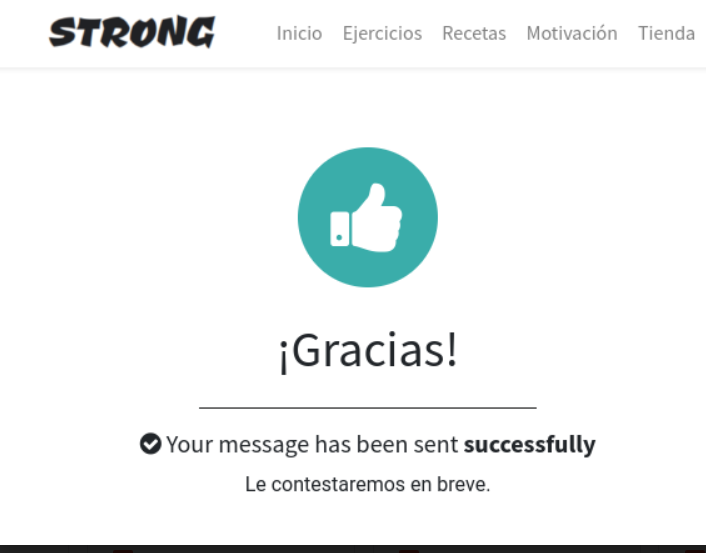 STRONG Inicio Ejercicios Recetas Motivación Tienda
¡Gracias!
Your message has been sent successfully
Le contestaremos en breve.